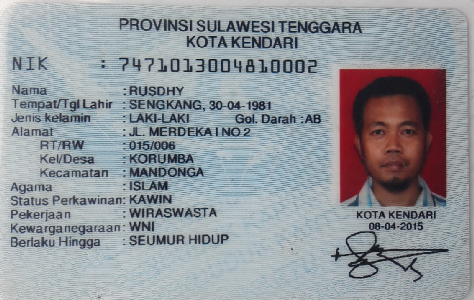 PROVINSI SULAWESI TENGGARA
KOTA KENDARI
NIK : 7471013004810002
Nama : RUSDHY
Tempat/Tgl Lahir : SENGKANG, 30-04-1981
Jenis kelamin : LAKI-LAKI Gol. Darah :AB
Alamat : JL. MERDEKA I NO 2
RT/RW : 015/006
Kel/Desa : KORUMBA
Kecamatan : MANDONGA
Agama : ISLAM
Status Perkawinan: KAWIN
Pekerjaan : WIRASWASTA
Kewarganegaraan: WNI
Berlaku Hingga : SEUMUR HIDUP
KOTA KENDARI
08-04-2015